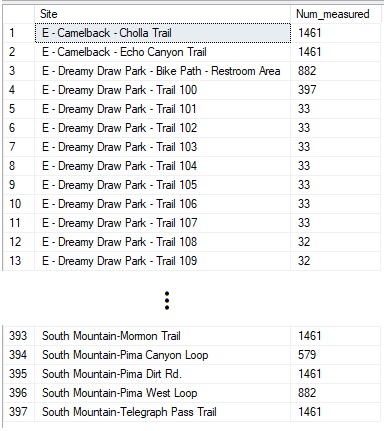 Site Num_measured
1 E - Camelback - Cholla Trail 1461
2 E - Camelback - Echo Canyon Trail 1461
3 E - Dreamy Draw Park - Bike Path - Restroom Area 882
4 E - Dreamy Draw Park - Trail 100 397
5 E - Dreamy Draw Park - Trail 101 33
6 E - Dreamy Draw Park - Trail 102 33
7 E - Dreamy Draw Park - Trail 103 33
8 E - Dreamy Draw Park - Trail 104 33
9 E - Dreamy Draw Park - Trail 105 33
10 E - Dreamy Draw Park - Trail 106 33
11 E - Dreamy Draw Park - Trail 107 33
12 E - Dreamy Draw Park - Trail 108 32
13 E - Dreamy Draw Park - Trail 109 32
393 South Mountain-Mormon Trail 1461
394 South Mountain-Pima Canyon Loop 579
395 South Mountain-Pima Dirt Rd. 1461
396 South Mountain-Pima West Loop 882
397 South Mountain-Telegraph Pass Trail 1461